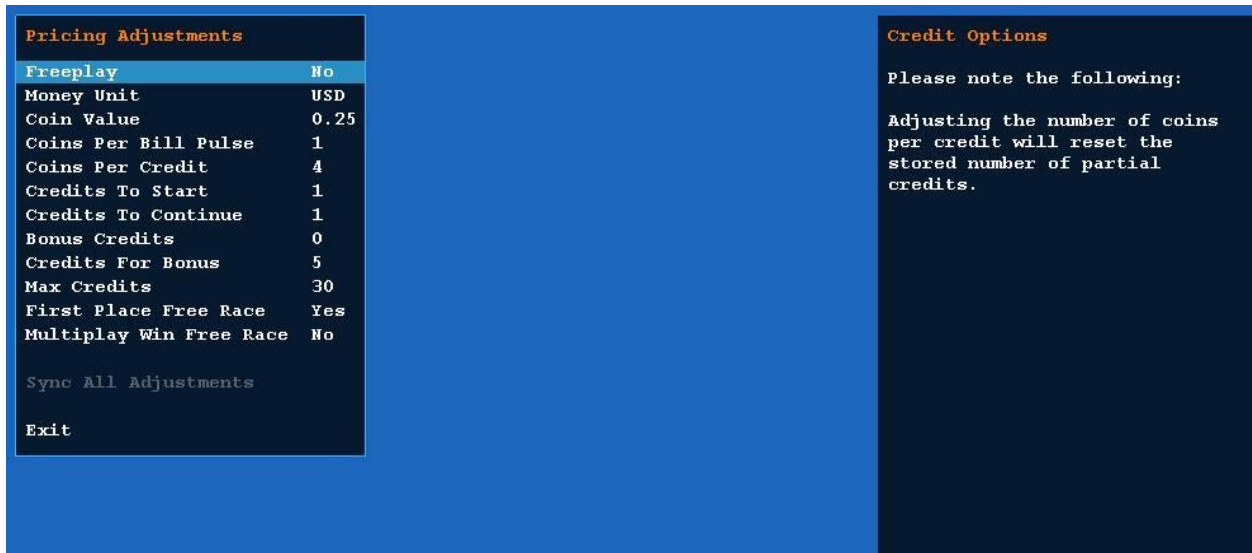 Pricing Adjustments
Freeplay No
Money Unit USD
Coin Value 0.25
Coins Per Bill Pulse 1
Coins Per Credit 4
Credits To Start 1
Credits To Continue 1
Bonus Credits 0
Credits For Bonus 5
Max Credits 30
First Place Free Race Yes
Multiplay Win Free Race No
Sync All Adjustments
Exit
Credit Options
Please note the following:
Adjusting the number of coins
per credit will reset the
stored number of partial
credits.